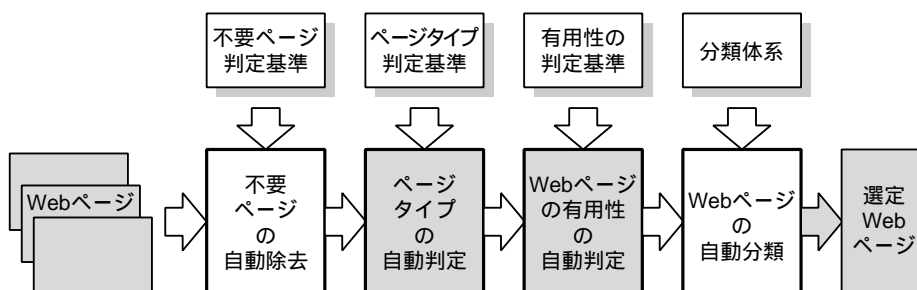 不要ページ
判定基準
ページタイプ
判定基準
有用性の
判定基準
分類体系
Webページ
不要
ページ
の
自動除去
ページ
タイプ
の
自動判定
Webページ
の有用性
の
自動判定
Webページ
の
自動分類
選定
Web
ページ